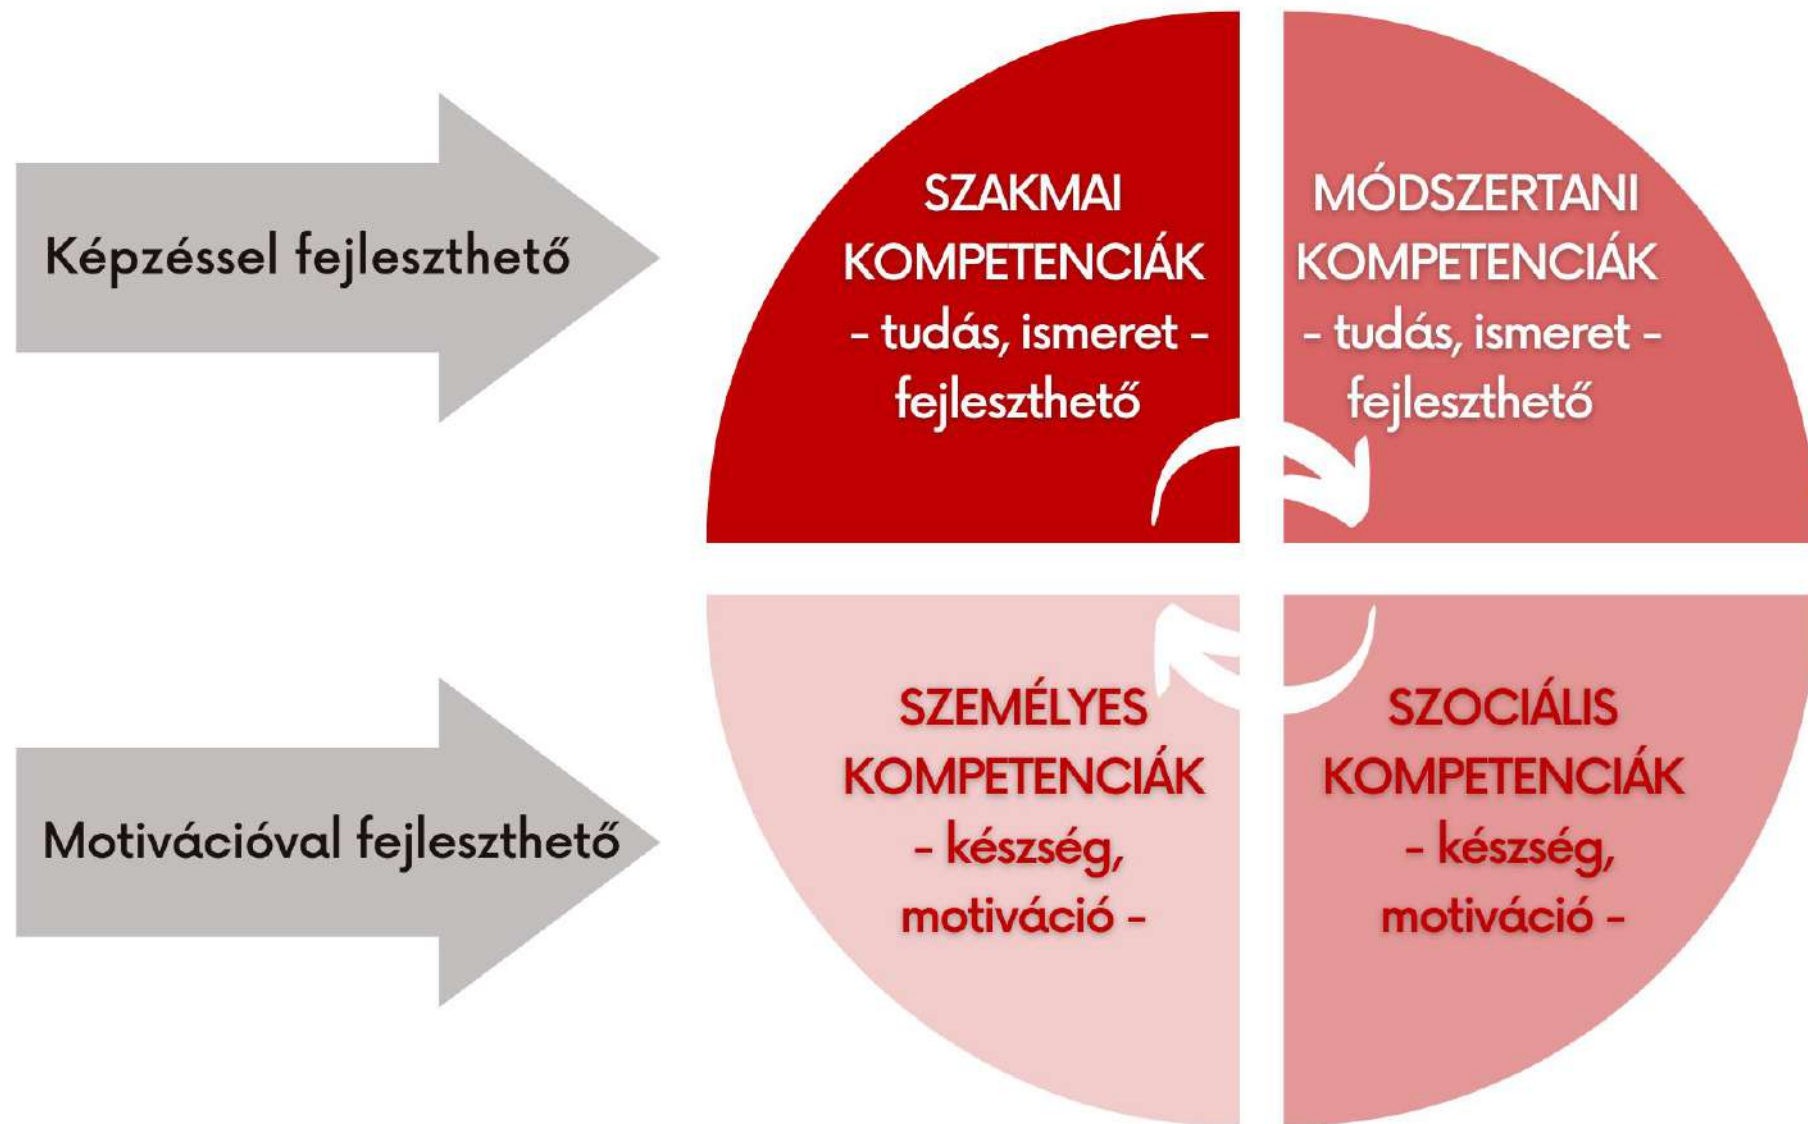 Képzéssel fejleszthető
SZAKMAI
KOMPETENCIÁK
- tudás, ismeret -
fejleszthető
MÓDSZERTANI
KOMPETENCIÁK
- tudás, ismeret -
fejleszthető
Motivációval fejleszthető
SZEMÉLYES
KOMPETENCIÁK
- készség,
motiváció -
SZOCIÁLIS
KOMPETENCIÁK
- készség,
motiváció -